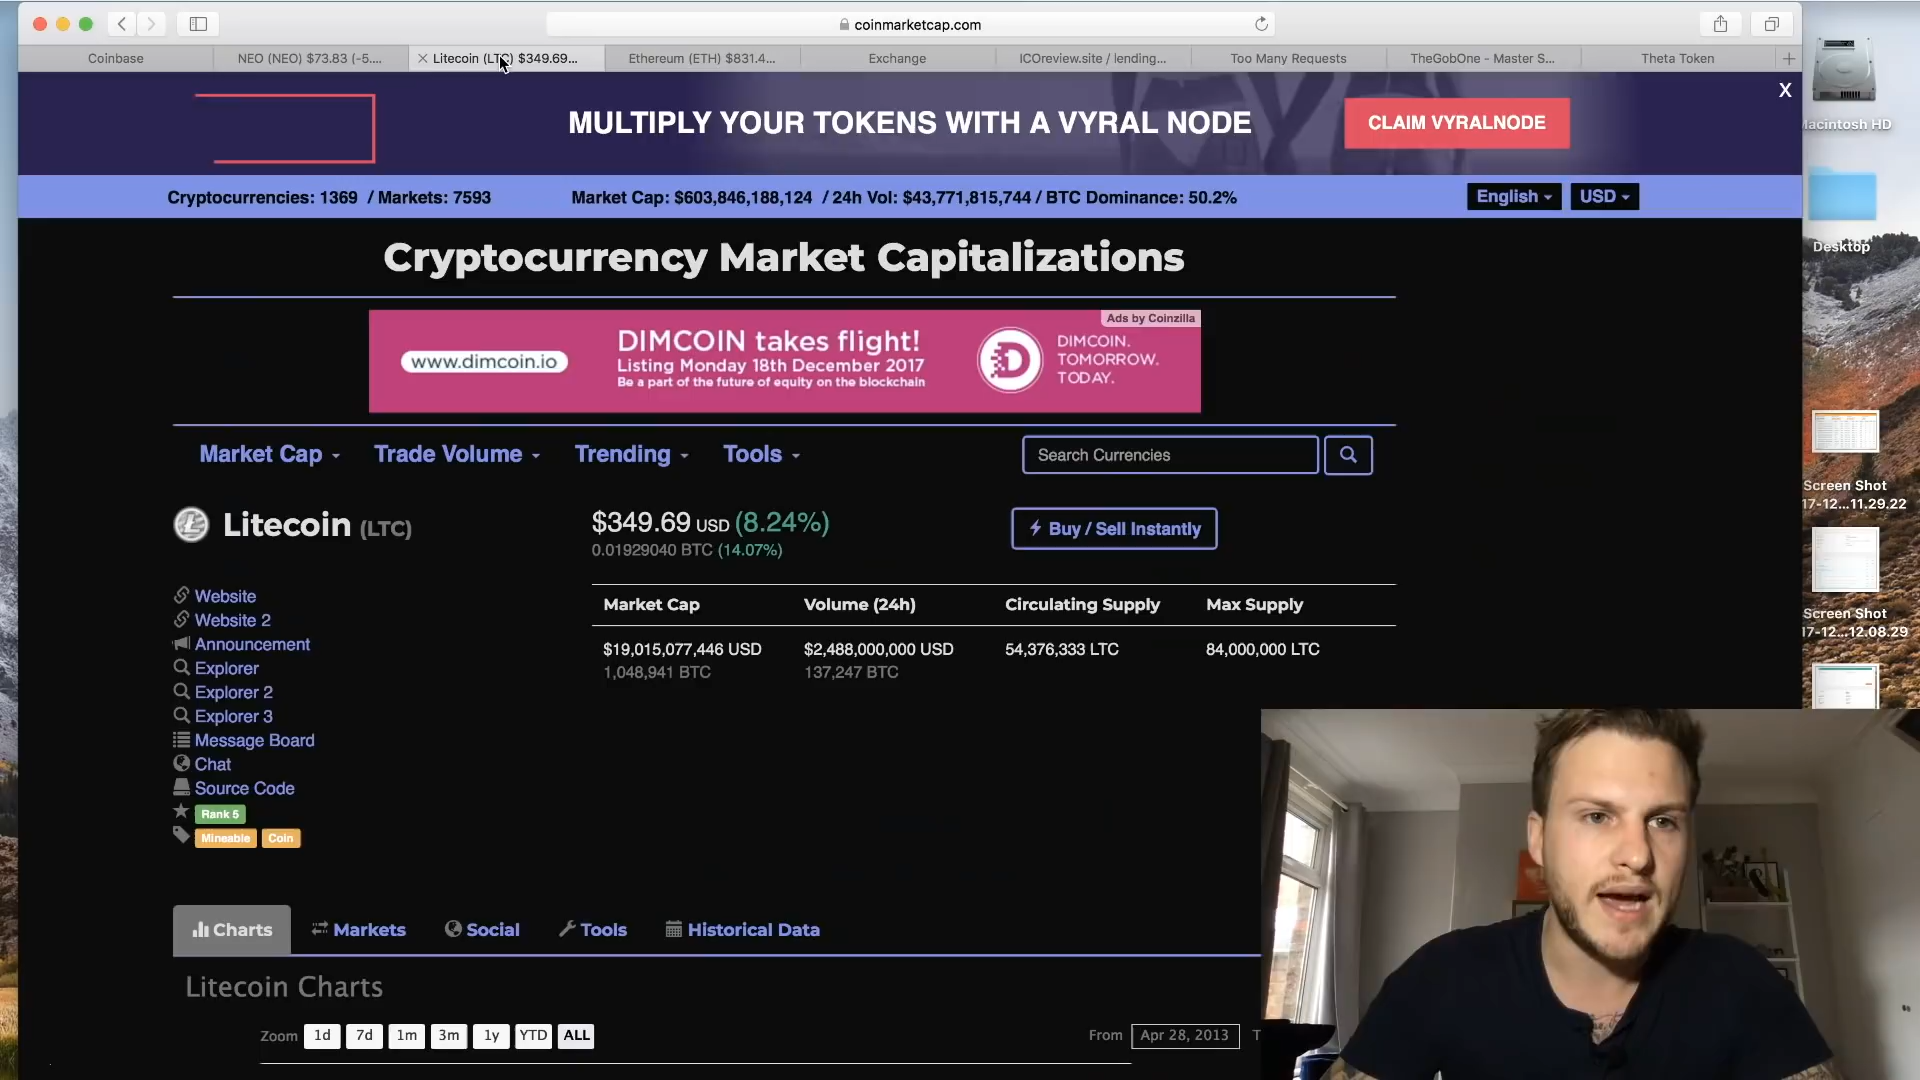 coinmarketcap.com
Coinbase
NEO (NEO) $73.83 (-5....
Litecoin (LTC) $349.69...
Ethereum (ETH) $831.4...
Exchange
ICOreview.site / lending...
Too Many Requests
TheGobOne - Master S...
Theta Token
MULTIPLY YOUR TOKENS WITH A VYRAL NODE
CLAIM VYRALNODE
X
Macintosh HD
Cryptocurrencies: 1369 / Markets: 7593
Market Cap: $603,846,188,124 / 24h Vol: $43,771,815,744 / BTC Dominance: 50.2%
English
USD
Desktop
Cryptocurrency Market Capitalizations
Ads by Coinzilla
www.dimcoin.io
DIMCOIN takes flight!
Listing Monday 18th December 2017
Be a part of the future of equity on the blockchain
DIMCOIN.
TOMORROW.
TODAY.
Market Cap
Trade Volume
Trending
Tools
Search Currencies
Screen Shot
17-12...11.29.22
Litecoin (LTC)
$349.69 USD (8.24%)
0.01929040 BTC (14.07%)
Buy / Sell Instantly
Website
Website 2
Announcement
Explorer
Explorer 2
Explorer 3
Message Board
Chat
Source Code
Rank 5
Mineable
Coin
Market Cap
Volume (24h)
Circulating Supply
Max Supply
$19,015,077,446 USD
$2,488,000,000 USD
54,376,333 LTC
84,000,000 LTC
1,048,941 BTC
137,247 BTC
Screen Shot
17-12...12.08.29
Charts
Markets
Social
Tools
Historical Data
Litecoin Charts
Zoom
1d
7d
1m
3m
1y
YTD
ALL
From
Apr 28, 2013
T